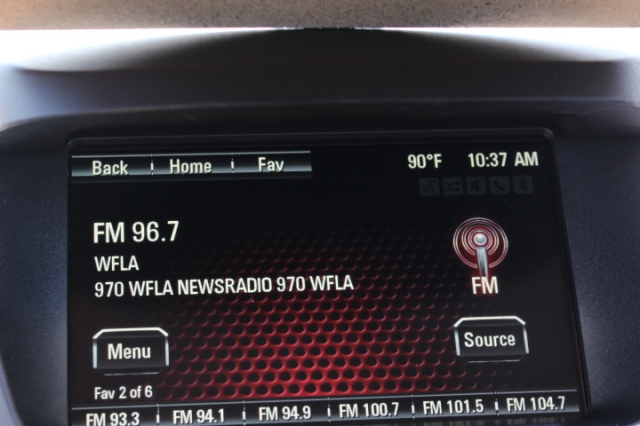 Back Home Fav 90°F 10:37 AM
FM 96.7
WFLA
970 WFLA NEWSRADIO 970 WFLA
FM
Menu Source
Fav 2 of 6
FM 93.3 FM 94.1 FM 94.9 FM 100.7 FM 101.5 FM 104.7